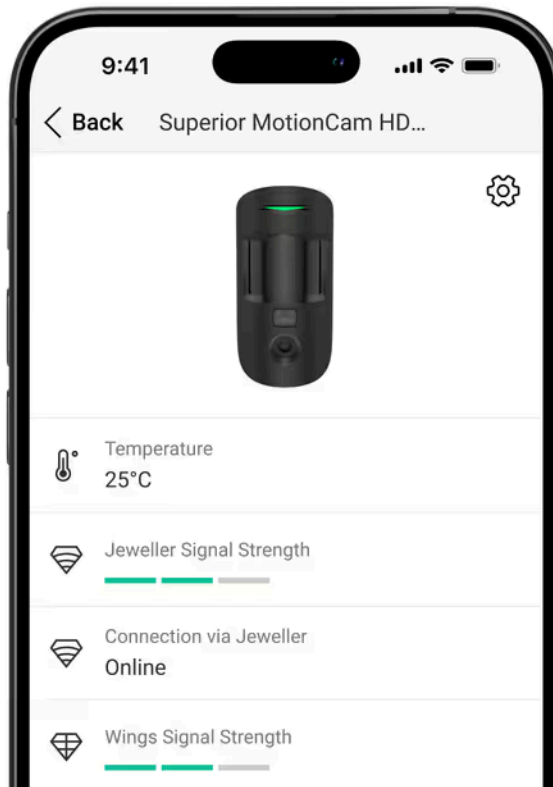 9:41
Back Superior MotionCam HD...
Temperature
25°C
Jeweller Signal Strength
Connection via Jeweller
Online
Wings Signal Strength